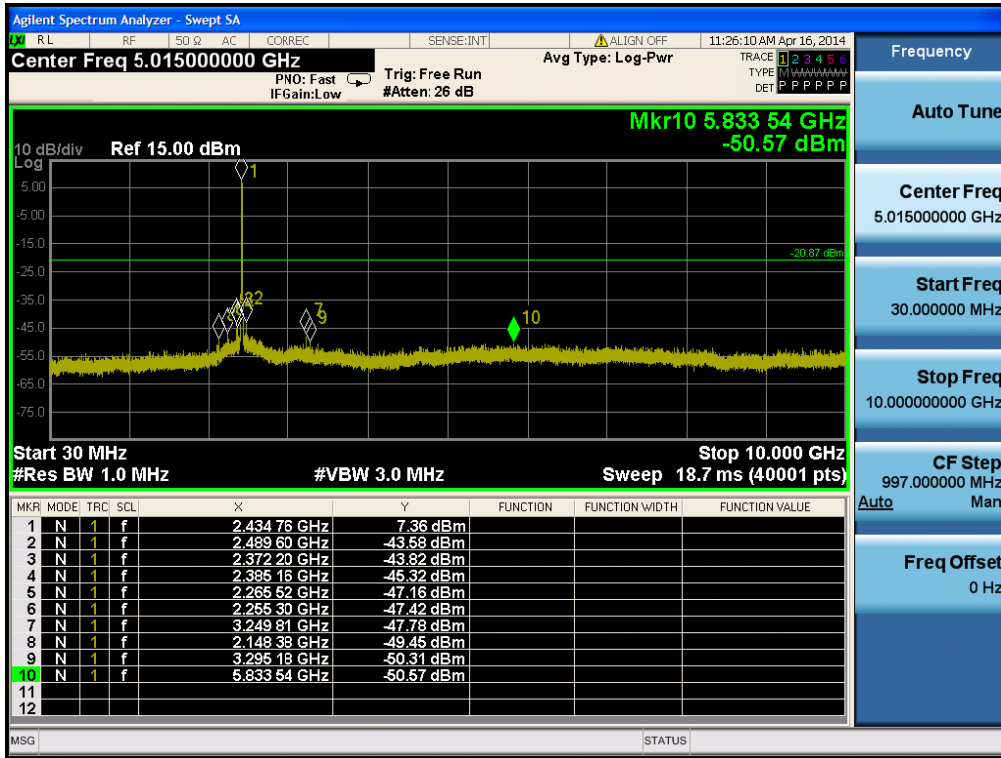 Agilent Spectrum Analyzer - Swept SA
LXI RL RF 50 Ω AC CORREC SENSE:INT ALIGN OFF 11:26:10 AM Apr 16, 2014
Center Freq 5.015000000 GHz
PNO: Fast
IFGain:Low
Trig: Free Run
#Atten: 26 dB
Avg Type: Log-Pwr
TRACE 1 2 3 4 5 6
TYPE M
DET P P P P P P
Mkr10 5.833 54 GHz
-50.57 dBm
10 dB/div Ref 15.00 dBm
Log
5.00
-5.00
-15.0
-25.0
-35.0
-45.0
-55.0
-65.0
-75.0
-20.87 dBm
1
2
7
9
10
Start 30 MHz Stop 10.000 GHz
#Res BW 1.0 MHz #VBW 3.0 MHz Sweep 18.7 ms (40001 pts)
MKR MODE TRC SCL X Y FUNCTION FUNCTION WIDTH FUNCTION VALUE
1 N 1 f 2.434 76 GHz 7.36 dBm
2 N 1 f 2.489 60 GHz -43.58 dBm
3 N 1 f 2.372 20 GHz -43.82 dBm
4 N 1 f 2.385 16 GHz -45.32 dBm
5 N 1 f 2.265 52 GHz -47.16 dBm
6 N 1 f 2.255 30 GHz -47.42 dBm
7 N 1 f 3.249 81 GHz -47.78 dBm
8 N 1 f 2.148 38 GHz -49.45 dBm
9 N 1 f 3.295 18 GHz -50.31 dBm
10 N 1 f 5.833 54 GHz -50.57 dBm
11
12
MSG STATUS
Frequency
Auto Tune
Center Freq
5.015000000 GHz
Start Freq
30.000000 MHz
Stop Freq
10.000000000 GHz
CF Step
997.000000 MHz
Auto Man
Freq Offset
0 Hz